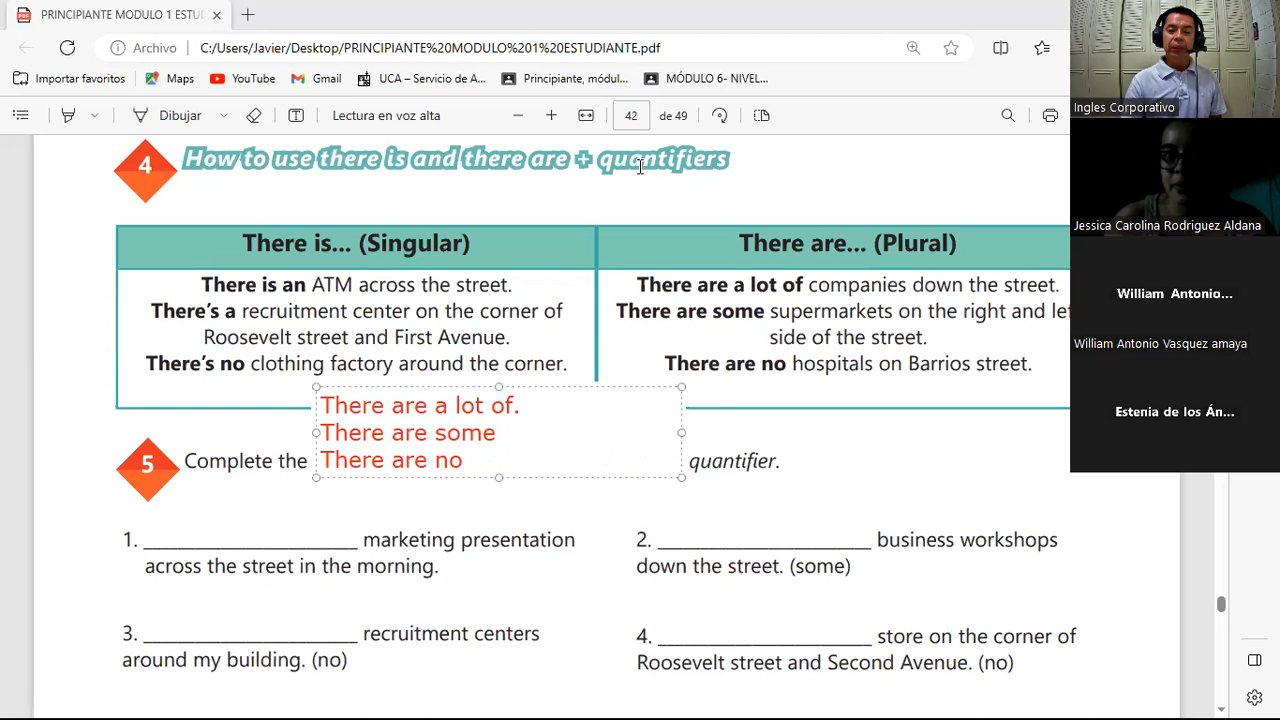 PRINCIPIANTE MODULO 1 ESTUD
Archivo
C:/Users/Javier/Desktop/PRINCIPIANTE%20MODULO%201%20ESTUDIANTE.pdf
Importar favoritos
Maps
YouTube
Gmail
UCA – Servicio de A...
Principiante, módul...
MÓDULO 6- NIVEL...
Dibujar
Lectura en voz alta
42
de 49
4
How to use there is and there are + quantifiers
There is... (Singular)
There are... (Plural)
There is an ATM across the street.
There's a recruitment center on the corner of
Roosevelt street and First Avenue.
There's no clothing factory around the corner.
There are a lot of companies down the street.
There are some supermarkets on the right and lef
side of the street.
There are no hospitals on Barrios street.
There are a lot of.
There are some
There are no
5
Complete the
quantifier.
1. ____________________ marketing presentation
across the street in the morning.
2. ____________________ business workshops
down the street. (some)
3. ____________________ recruitment centers
around my building. (no)
4. ____________________ store on the corner of
Roosevelt street and Second Avenue. (no)
Ingles Corporativo
Jessica Carolina Rodriguez Aldana
William Antonio...
William Antonio Vasquez amaya
Estenia de los Án...